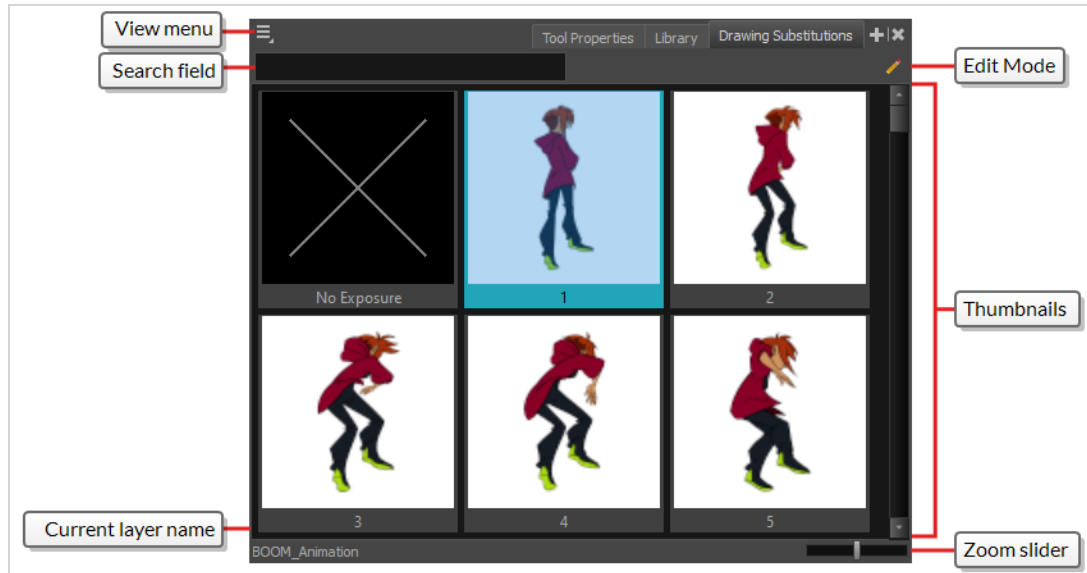 View menu
Tool Properties
Library
Drawing Substitutions
Search field
Edit Mode
No Exposure
1
2
Thumbnails
3
4
5
Current layer name
BOOM_Animation
Zoom slider